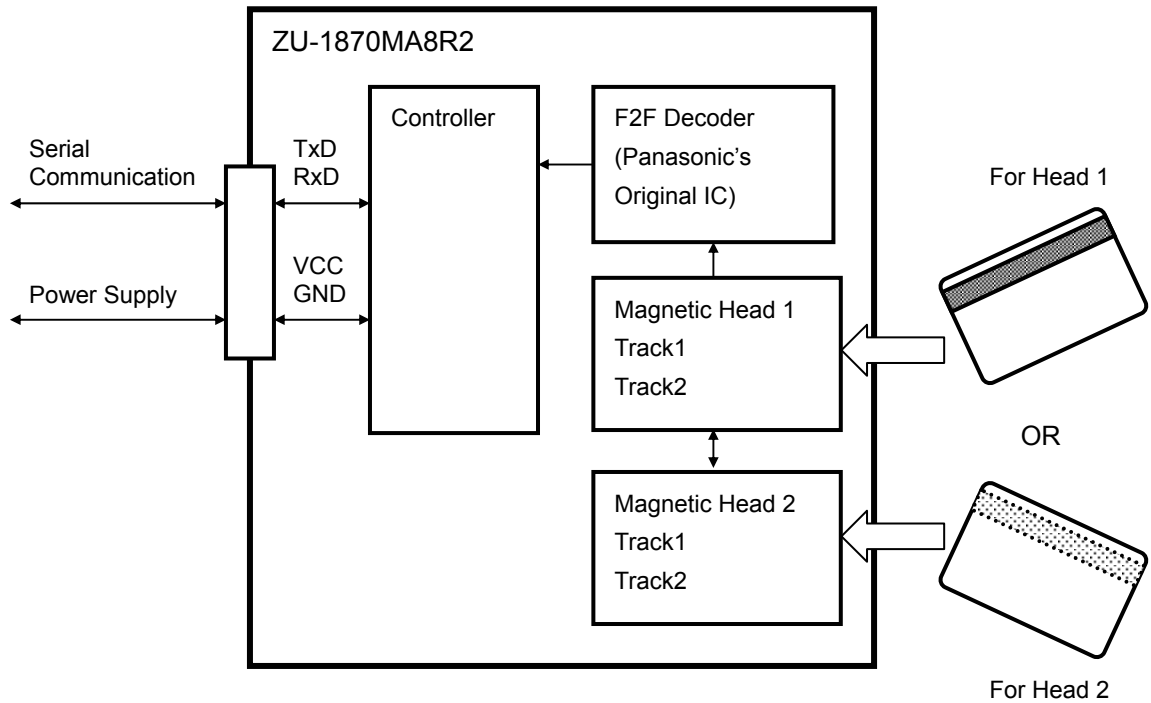 ZU-1870MA8R2
Serial
Communication
Power Supply
TxD
RxD
VCC
GND
Controller
F2F Decoder
(Panasonic’s
Original IC)
Magnetic Head 1
Track1
Track2
Magnetic Head 2
Track1
Track2
For Head 1
OR
For Head 2